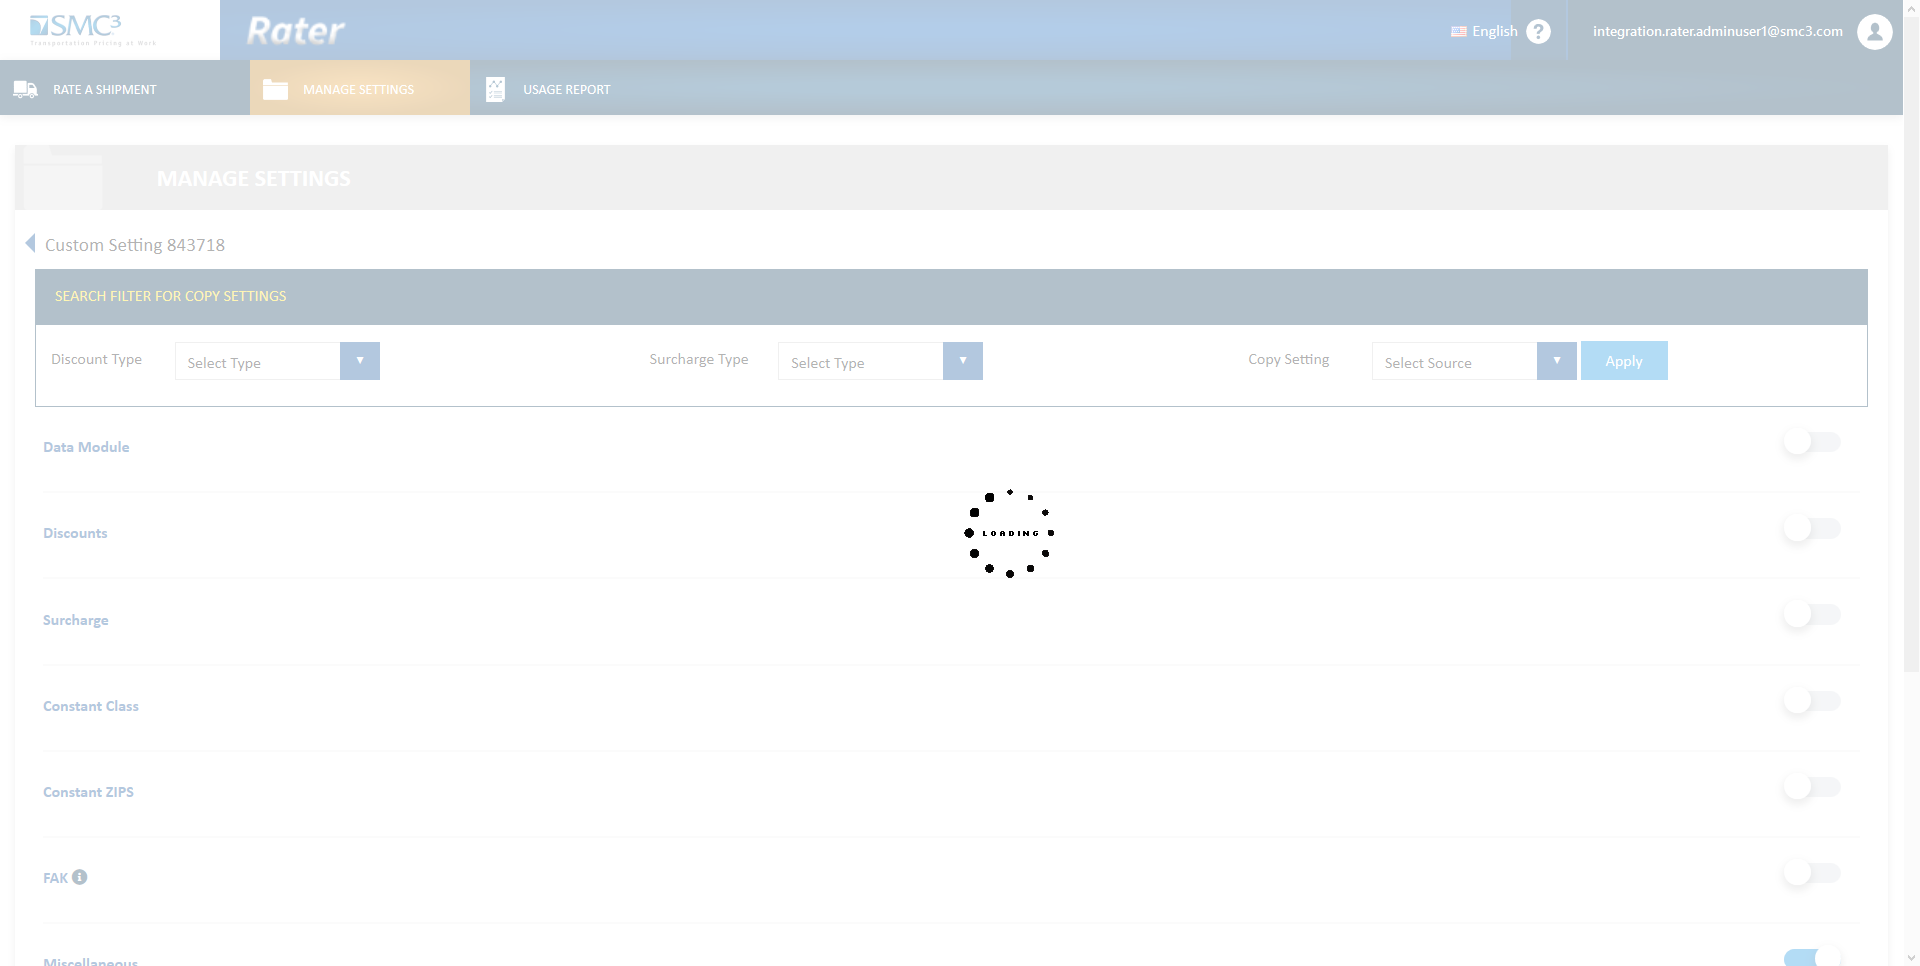 SMC³
Transportation Pricing at Work
Rater
English
?
integration.rater.adminuser1@smc3.com
RATE A SHIPMENT
MANAGE SETTINGS
USAGE REPORT
MANAGE SETTINGS
Custom Setting 843718
SEARCH FILTER FOR COPY SETTINGS
Discount Type
Select Type
Surcharge Type
Select Type
Copy Setting
Select Source
Apply
Data Module
LOADING
Discounts
Surcharge
Constant Class
Constant ZIPS
FAK
Miscellaneous